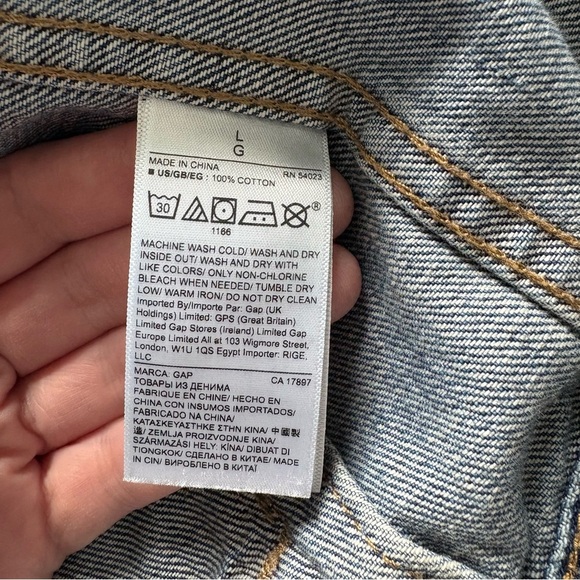 L
G
MADE IN CHINA RN 54023
■ US/GB/EG : 100% COTTON
30 ®
1166
MACHINE WASH COLD/ WASH AND DRY
INSIDE OUT/ WASH AND DRY WITH
LIKE COLORS/ ONLY NON-CHLORINE
BLEACH WHEN NEEDED/ TUMBLE DRY
LOW/ WARM IRON/ DO NOT DRY CLEAN
Imported By/Importe Par: Gap (UK
Holdings) Limited: GPS (Great Britain)
Limited Gap Stores (Ireland) Limited Gap
Europe Limited All at 103 Wigmore Street,
London, W1U 1QS Egypt Importer: RIGE,
LLC
MARCA: GAP CA 17897
ТОВАРЫ ИЗ ДЕНИМА
FABRIQUE EN CHINE/ HECHO EN
CHINA CON INSUMOS IMPORTADOS/
FABRICADO NA CHINA/
ΚΑΤΑΣΚΕΥΑΣΤΗΚΕ ΣΤΗΝ ΚΙΝΑ/ 中國製
造/ ZEMLJA PROIZVODNJE KINA/
SZÁRMAZÁSI HELY: KÍNA/ DIBUAT DI
TIONGKOK/ СДЕЛАНО В КИТАЕ/ MADE
IN CIN/ ВИРОБЛЕНО В КИТАЇ